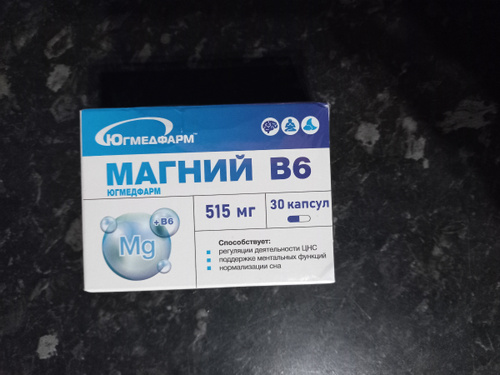 ЮГМЕДФАРМ
МАГНИЙ В6
ЮГМЕДФАРМ
515 мг
30 капсул
+В6
Mg
Способствует:
регуляции деятельности ЦНС
поддержке ментальных функций
нормализации сна